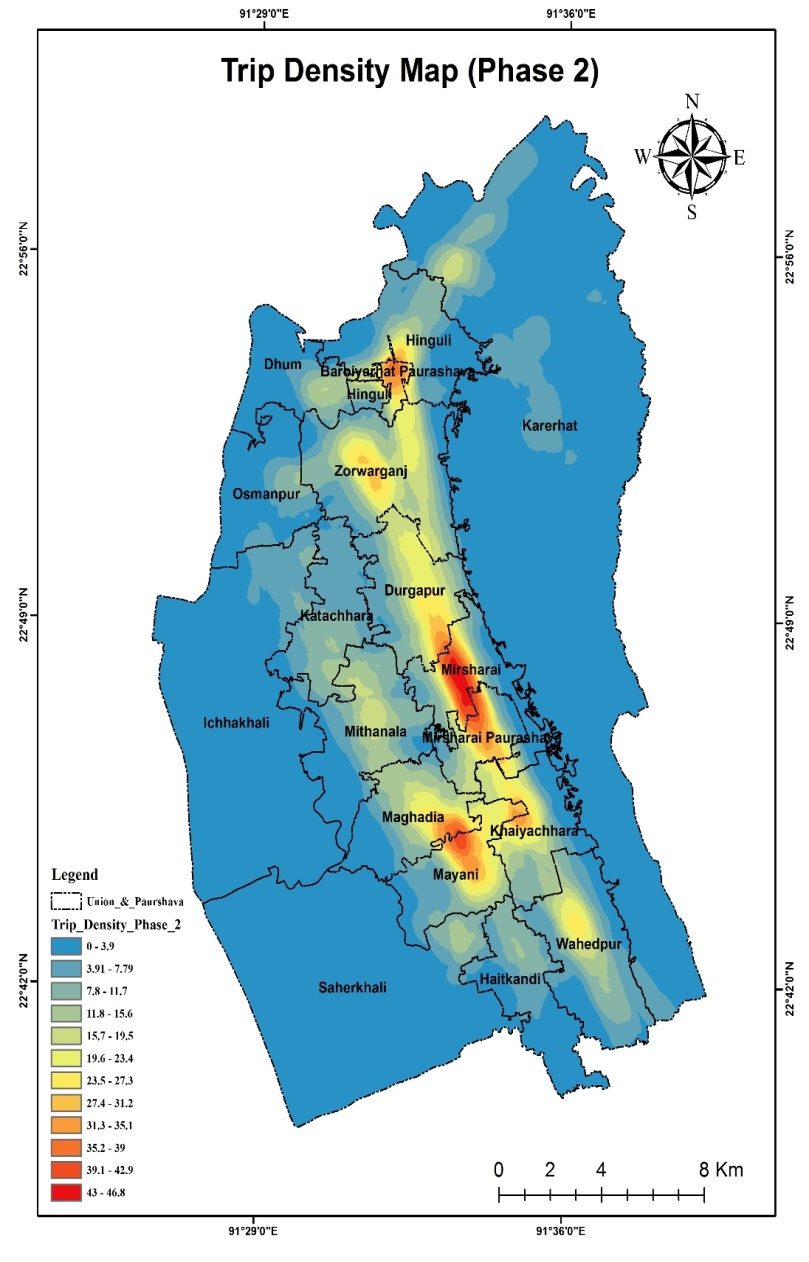 91°29'0"E
91°36'0"E
Trip Density Map (Phase 2)
N
W
E
S
22°56'0"N
22°56'0"N
Hinguli
Dhum
Barbiyarhat Paurashava
Hinguli
Karerhat
Zorwarganj
Osmanpur
Durgapur
22°49'0"N
22°49'0"N
Katachhara
Mirsharai
Ichhakhali
Mithanala
Mirsharai Paurashava
Maghadia
Khaiyachhara
Mayani
Wahedpur
Haitkandi
Saherkhali
22°42'0"N
22°42'0"N
Legend
Union_&_Paurshava
Trip_Density_Phase_2
0 - 3.9
3.91 - 7.79
7.8 - 11.7
11.8 - 15.6
15.7 - 19.5
19.6 - 23.4
23.5 - 27.3
27.4 - 31.2
31.3 - 35.1
35.2 - 39
39.1 - 42.9
43 - 46.8
0 2 4 8 Km
91°29'0"E
91°36'0"E